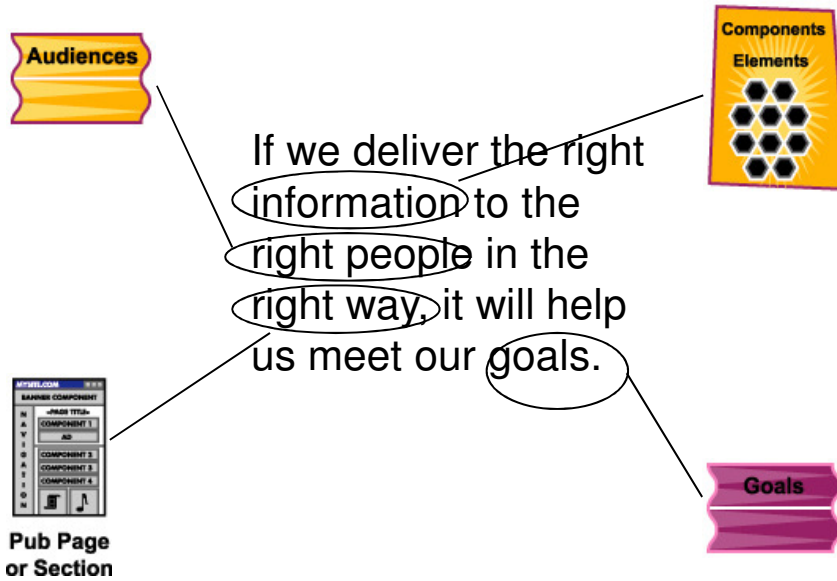 Audiences
Components
Elements
If we deliver the right
information to the
right people in the
right way, it will help
us meet our goals.
MYSITE.COM
BANNER COMPONENT
NAVIGATION
<PAGE TITLE>
COMPONENT 1
AD
COMPONENT 2
COMPONENT 3
COMPONENT 4
Pub Page
or Section
Goals